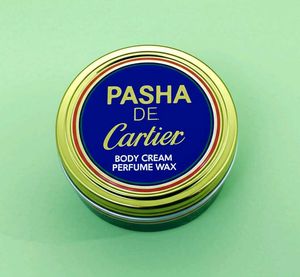 PASHA
DE
Cartier
BODY CREAM
PERFUME WAX